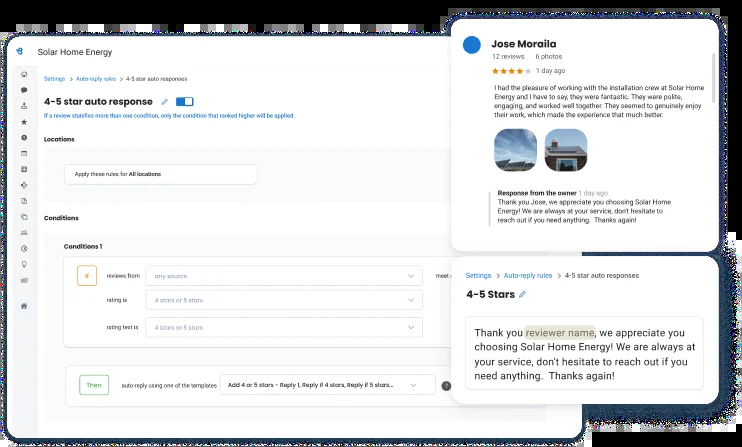 Solar Home Energy
Settings > Auto-reply rules > 4-5 star auto responses
4-5 star auto response
If a review staisfies more than one condition, only the condition that ranked higher will be applied.
Locations
Apply these rules for All locations
Conditions
Conditions 1
If
reviews from
any source
meet
rating is
4 stars or 5 stars
rating text is
4 stars or 5 stars
Then
auto-reply using one of the templates
Add 4 or 5 stars - Reply 1, Reply if 4 stars, Reply if 5 stars...
?
Jose Moraila
12 reviews 6 photos
1 day ago
I had the pleasure of working with the installation crew at Solar Home
Energy and I have to say, they were fantastic. They were polite,
engaging, and worked well together. They seemed to genuinely enjoy
their work, which made the experience that much better.
Response from the owner 1 day ago
Thank you Jose, we appreciate you choosing Solar Home
Energy! We are always at your service, don't hesitate to
reach out if you need anything. Thanks again!
Settings > Auto-reply rules > 4-5 star auto responses
4-5 Stars
Thank you reviewer name, we appreciate you
choosing Solar Home Energy! We are always at
your service, don't hesitate to reach out if you
need anything. Thanks again!